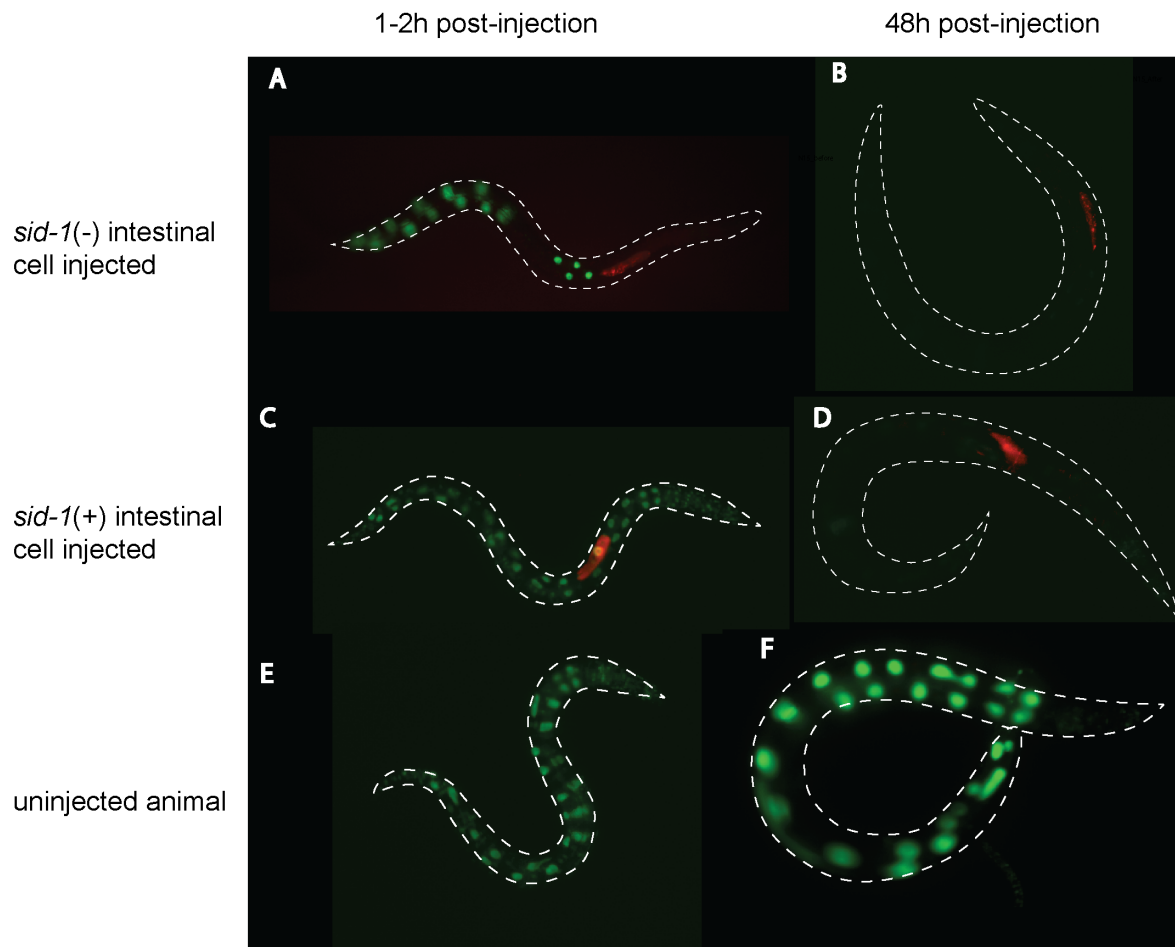 1-2h post-injection
48h post-injection
A
B
sid-1(-) intestinal
cell injected
C
D
sid-1(+) intestinal
cell injected
E
F
uninjected animal